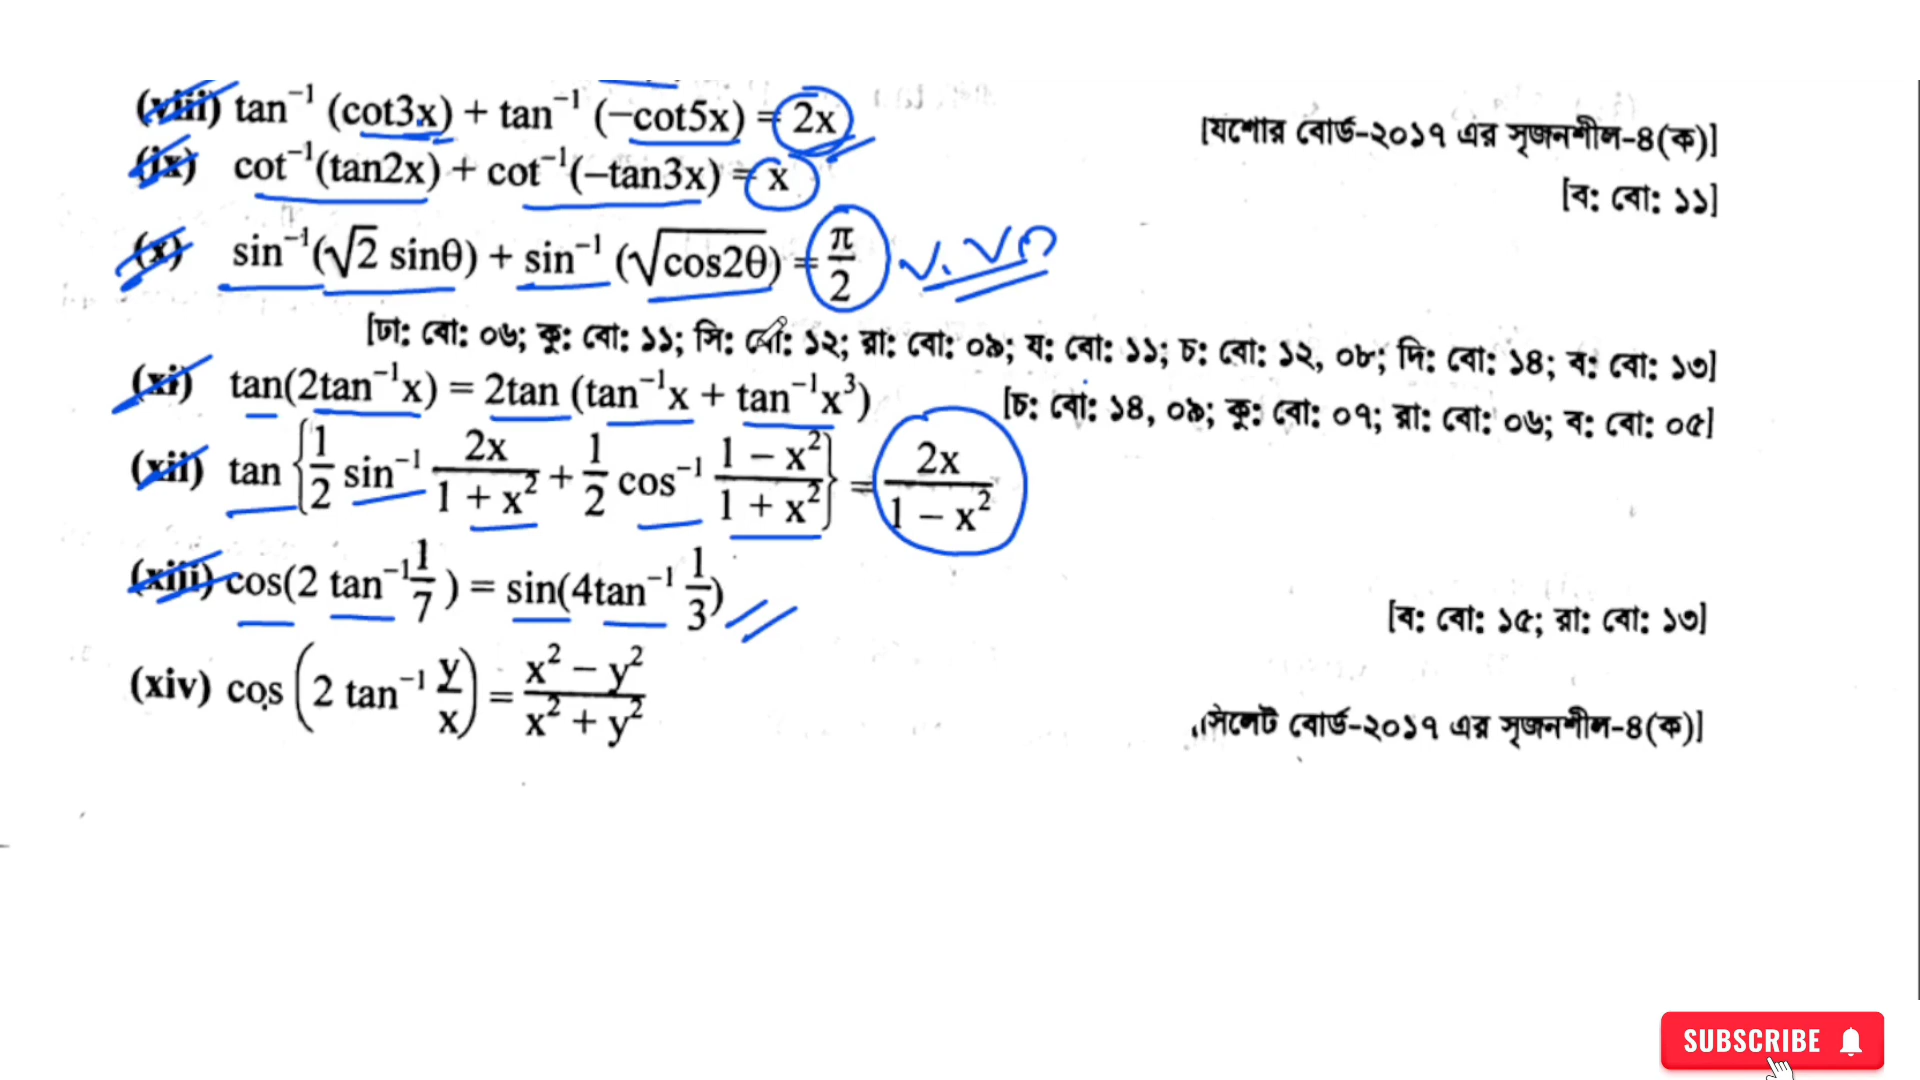 (viii) tan⁻¹ (cot3x) + tan⁻¹ (−cot5x) = 2x
[যশোর বোর্ড-২০১৭ এর সৃজনশীল-৪(ক)]
(ix) cot⁻¹(tan2x) + cot⁻¹(−tan3x) = x
[ব: বো: ১১]
(x) sin⁻¹(√2 sinθ) + sin⁻¹ (√cos2θ) = π/2
[ঢা: বো: ০৬; কু: বো: ১১; সি: বো: ১২; রা: বো: ০৯; য: বো: ১১; চ: বো: ১২, ০৮; দি: বো: ১৪; ব: বো: ১৩]
(xi) tan(2tan⁻¹x) = 2tan (tan⁻¹x + tan⁻¹x³) [চ: বো: ১৪, ০৯; কু: বো: ০৭; রা: বো: ০৬; ব: বো: ০৫]
(xii) tan {1/2 sin⁻¹ 2x/(1 + x²) + 1/2 cos⁻¹ (1 − x²)/(1 + x²)} = 2x/(1 − x²)
(xiii) cos(2 tan⁻¹ 1/7) = sin(4tan⁻¹ 1/3)
[ব: বো: ১৫; রা: বো: ১৩]
(xiv) cos (2 tan⁻¹ y/x) = (x² − y²)/(x² + y²)
সিলেট বোর্ড-২০১৭ এর সৃজনশীল-৪(ক)]
SUBSCRIBE